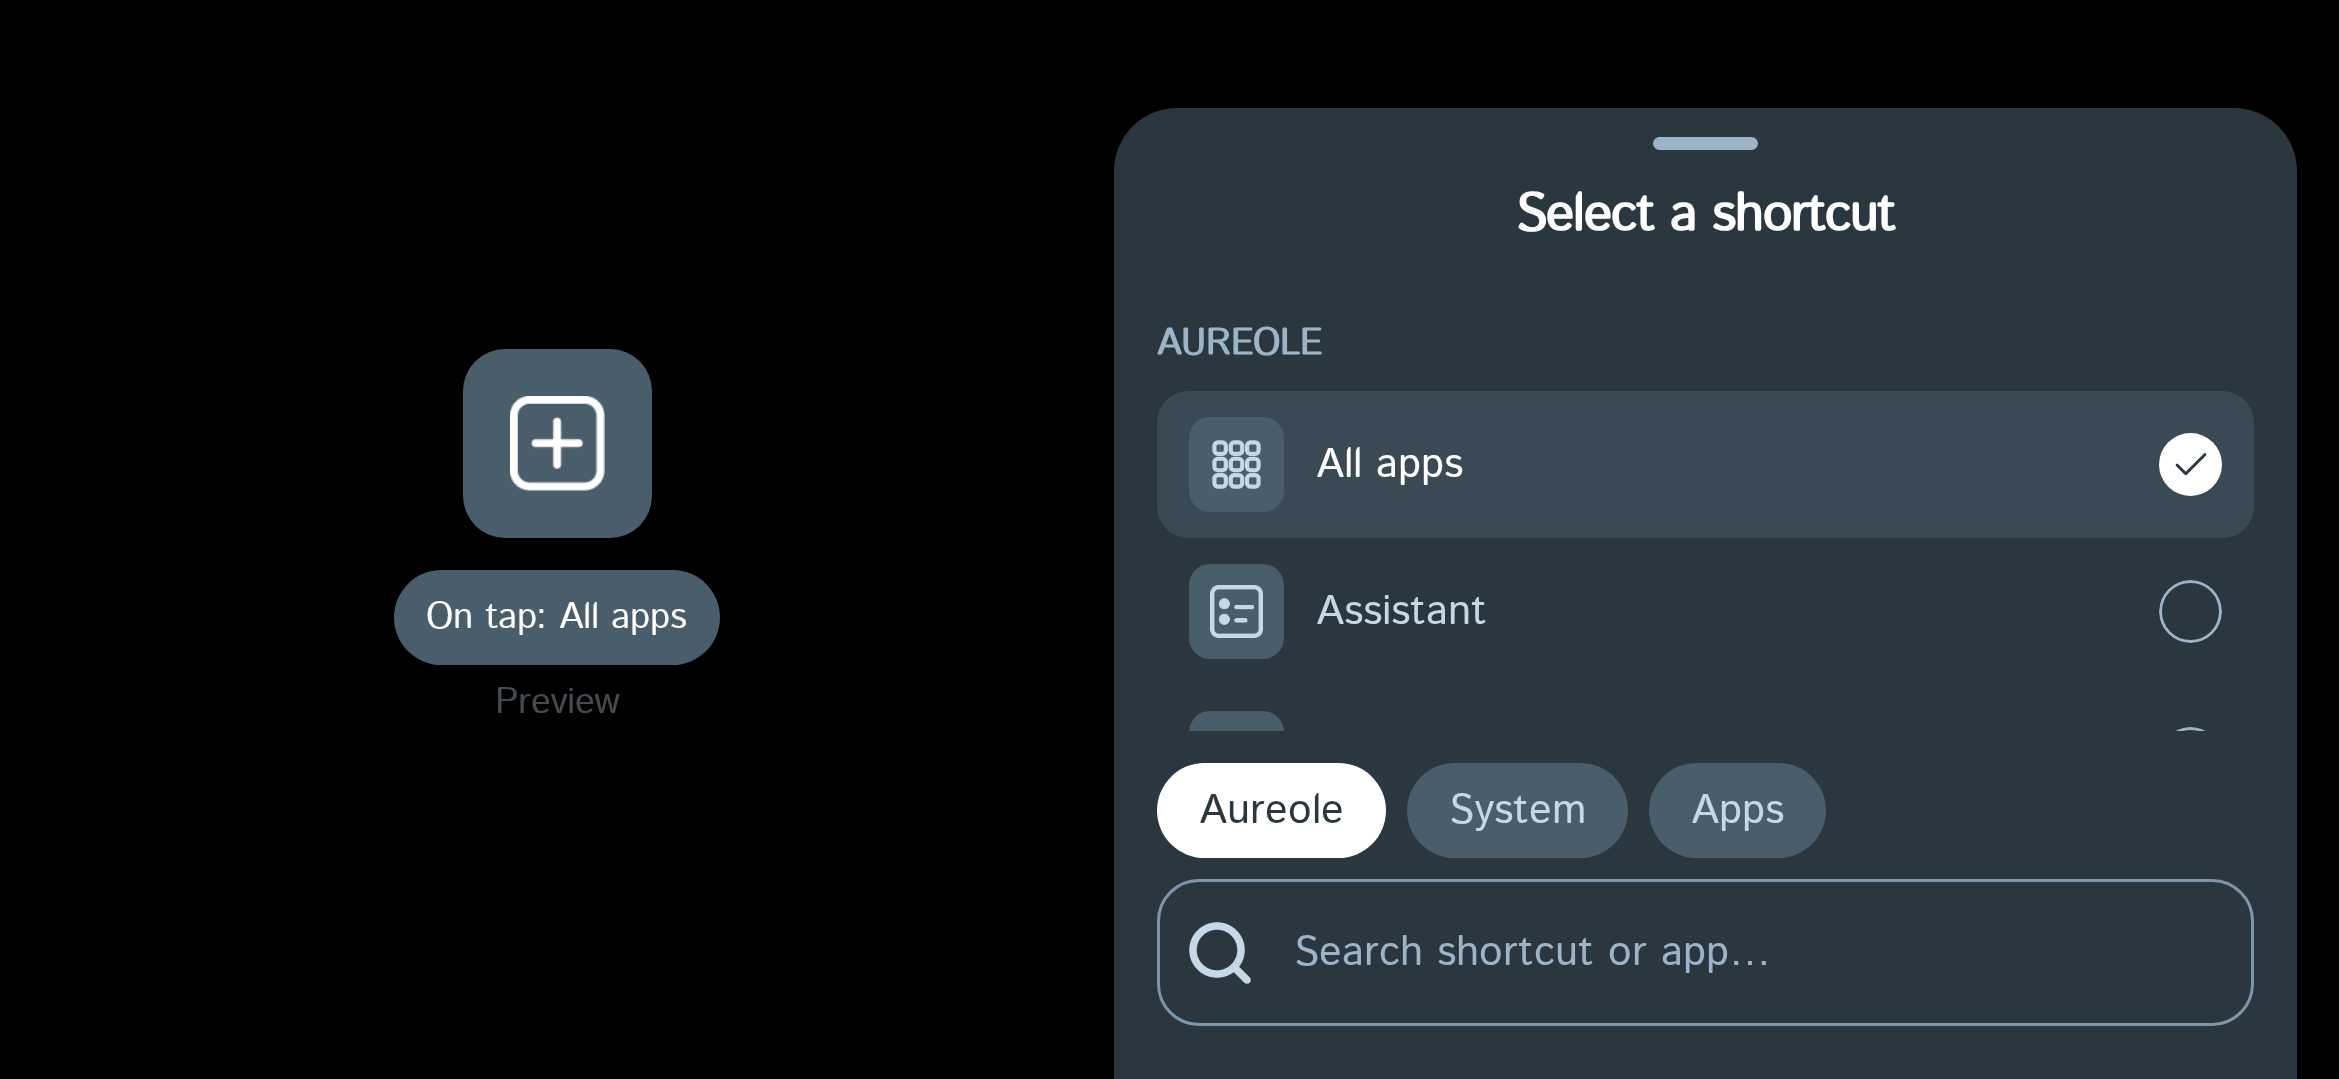 On tap: All apps
Preview
Select a shortcut
AUREOLE
All apps
Assistant
Aureole
System
Apps
Search shortcut or app...